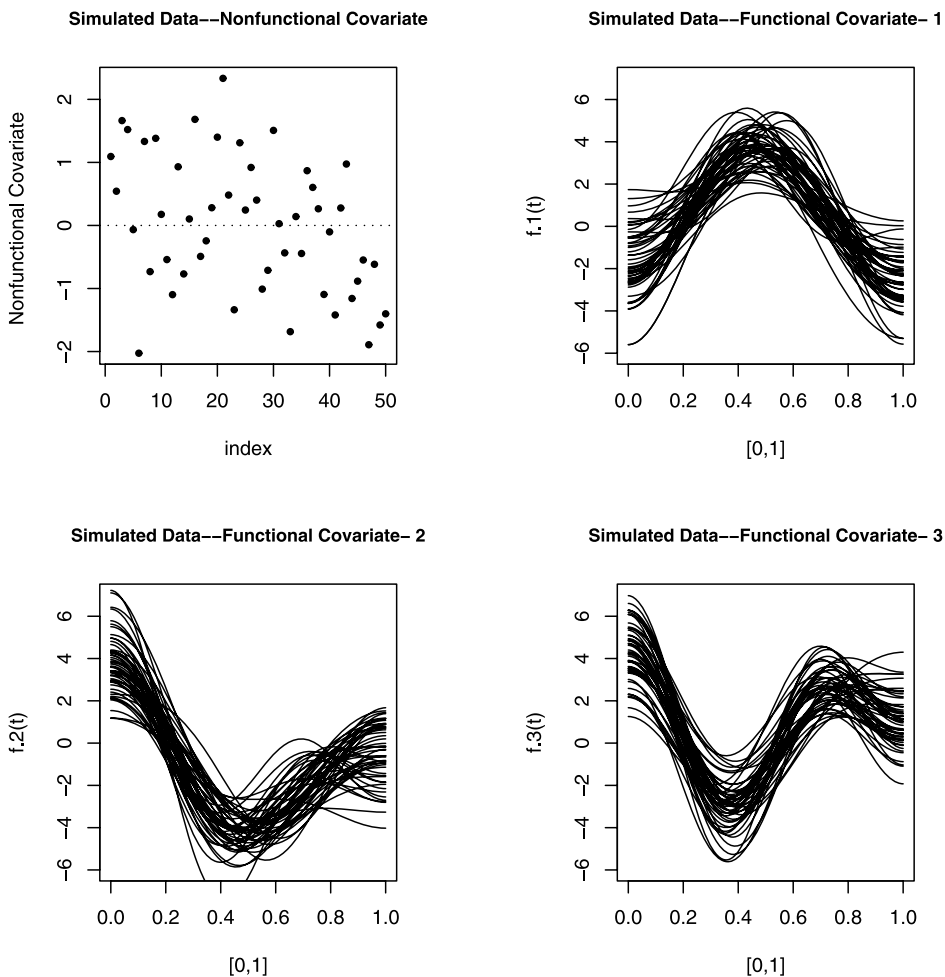 Simulated Data−−Nonfunctional Covariate
Nonfunctional Covariate
2
1
0
−1
−2
0 10 20 30 40 50
index
Simulated Data−−Functional Covariate− 1
f.1(t)
6
4
2
0
−2
−4
−6
0.0 0.2 0.4 0.6 0.8 1.0
[0,1]
Simulated Data−−Functional Covariate− 2
f.2(t)
6
4
2
0
−2
−4
−6
0.0 0.2 0.4 0.6 0.8 1.0
[0,1]
Simulated Data−−Functional Covariate− 3
f.3(t)
6
4
2
0
−2
−4
−6
0.0 0.2 0.4 0.6 0.8 1.0
[0,1]